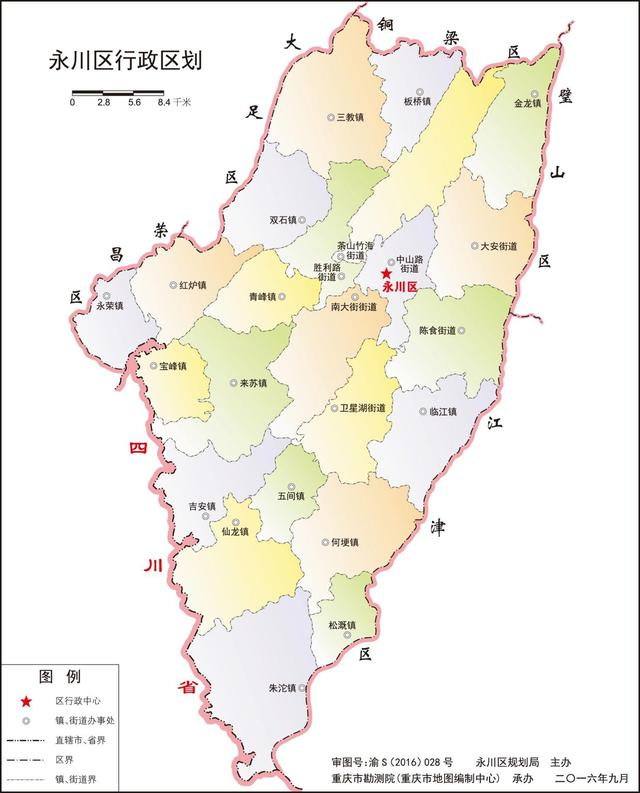 永川区行政区划
0 2.8 5.6 8.4 千米
大
足
区
铜
梁
区
璧
山
区
荣
昌
区
江
津
区
四
川
省
三教镇
板桥镇
金龙镇
双石镇
茶山竹海
街道
中山路
街道
大安街道
胜利路
街道
永川区
红炉镇
永荣镇
青峰镇
南大街街道
陈食街道
宝峰镇
来苏镇
卫星湖街道
临江镇
五间镇
吉安镇
仙龙镇
何埂镇
松溉镇
朱沱镇
图 例
区行政中心
镇、街道办事处
直辖市、省界
区界
镇、街道界
审图号:渝 S (2016) 028 号 永川区规划局 主办
重庆市勘测院(重庆市地图编制中心) 承办 二〇一六年九月